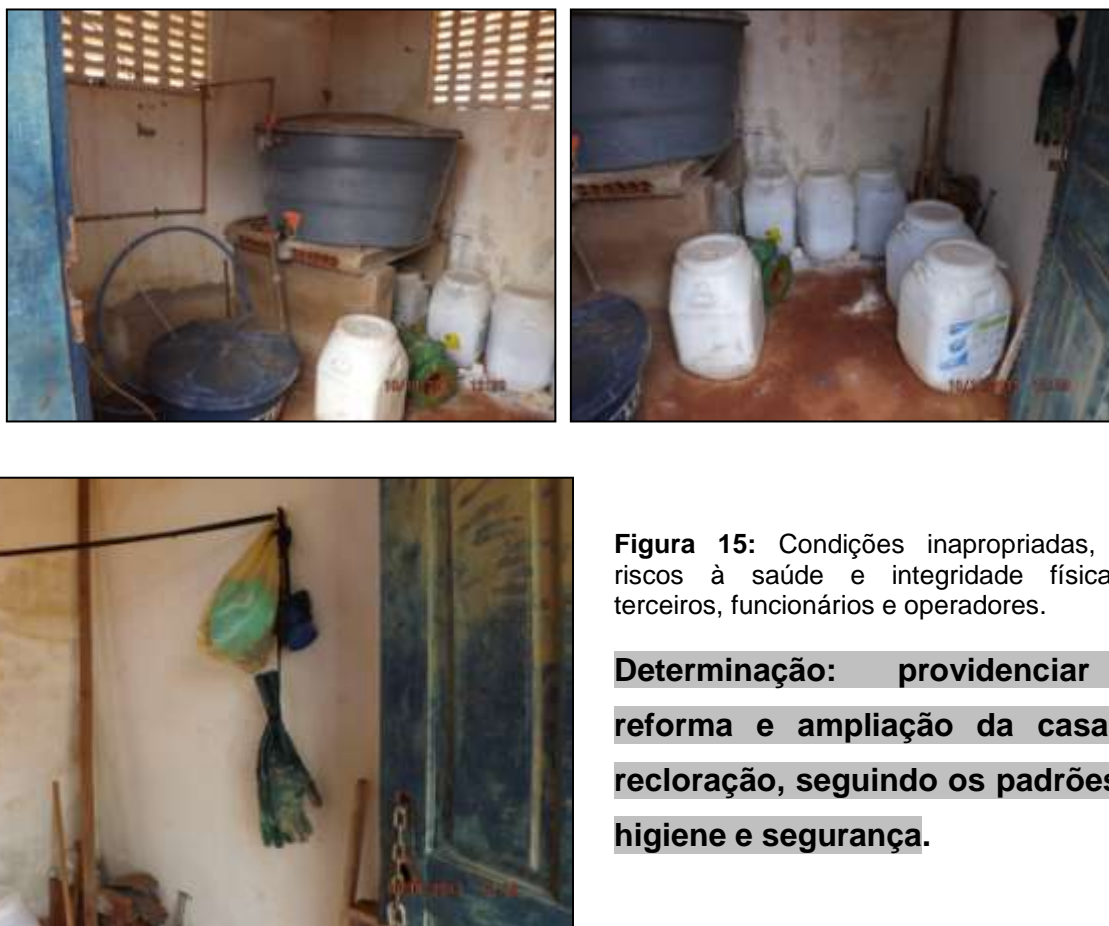 Figura 15: Condições inapropriadas,
riscos à saúde e integridade física
terceiros, funcionários e operadores.
Determinação: providenciar
reforma e ampliação da casa
recloração, seguindo os padrões
higiene e segurança.